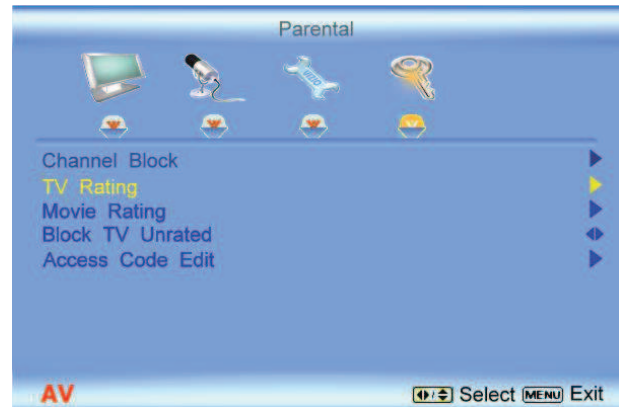 Parental
Channel Block
TV Rating
Movie Rating
Block TV Unrated
Access Code Edit
AV Select MENU Exit